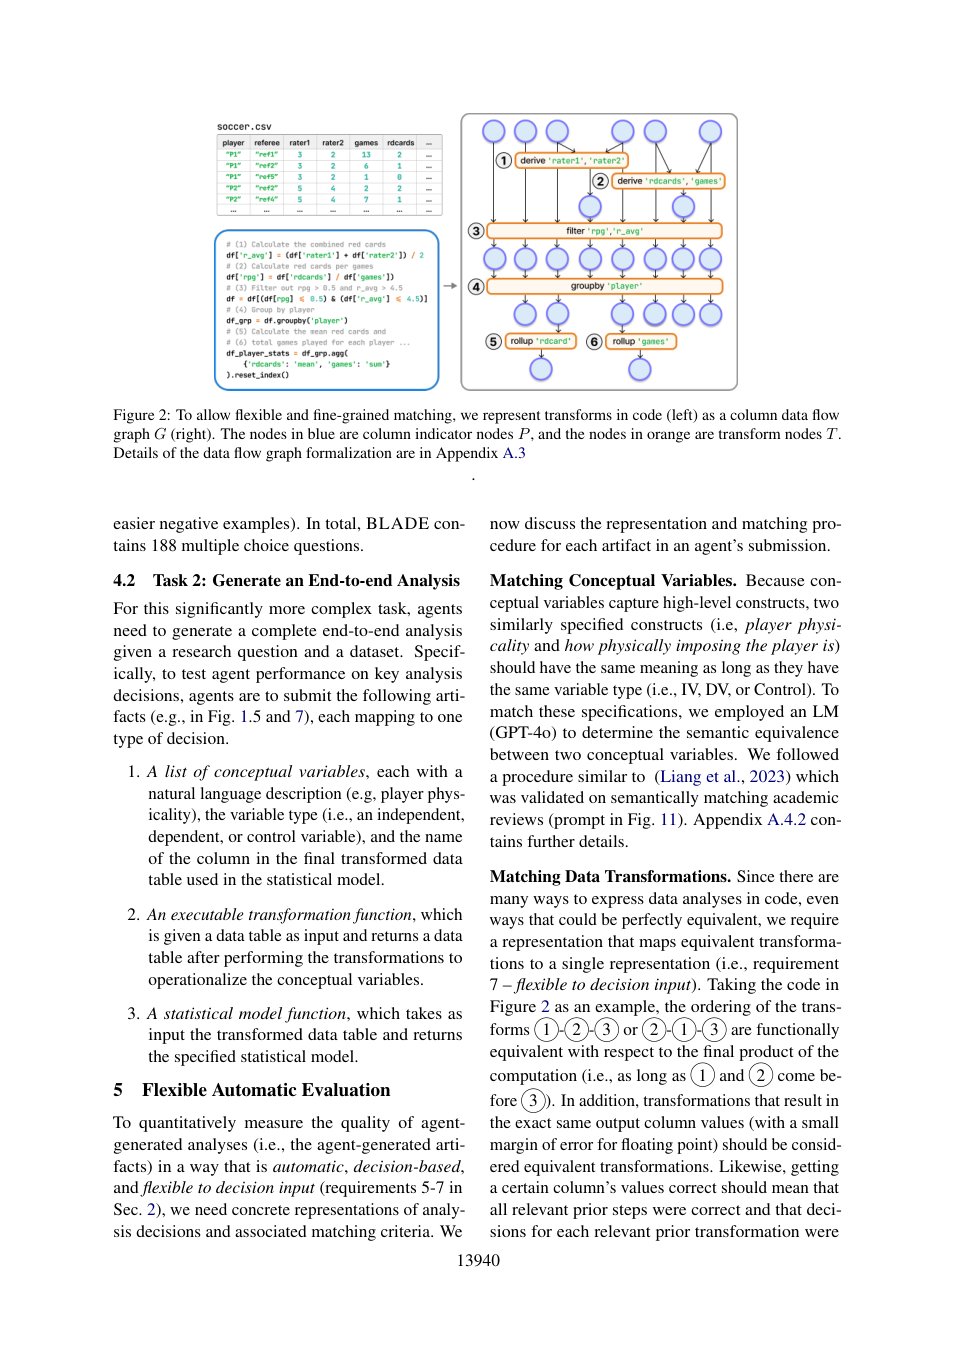 soccer.csv
player referee rater1 rater2 games rdcards ...
"P1" "ref1" 3 2 13 2 ...
"P1" "ref2" 3 2 6 1 ...
"P1" "ref5" 3 2 1 0 ...
"P2" "ref2" 5 4 2 2 ...
"P2" "ref4" 5 4 7 1 ...
... ... ... ... ... ... ...
# (1) Calculate the combined red cards
df['r_avg'] = (df['rater1'] + df['rater2']) / 2
# (2) Calculate red cards per games
df['rpg'] = df['rdcards'] / df['games'])
# (3) Filter out rpg > 0.5 and r_avg > 4.5
df = df[(df[rpg] ⩽ 0.5) & (df['r_avg'] ⩽ 4.5)]
# (4) Group by player
df_grp = df.groupby('player')
# (5) Calculate the mean red cards and
# (6) total games played for each player ...
df_player_stats = df_grp.agg(
{'rdcards': 'mean', 'games': 'sum'}
).reset_index()
1 derive 'rater1','rater2'
2 derive 'rdcards','games'
3 filter 'rpg','r_avg'
4 groupby 'player'
5 rollup 'rdcard' 6 rollup 'games'
Figure 2: To allow flexible and fine-grained matching, we represent transforms in code (left) as a column data flow
graph G (right). The nodes in blue are column indicator nodes P, and the nodes in orange are transform nodes T.
Details of the data flow graph formalization are in Appendix A.3
.
easier negative examples). In total, BLADE con-
tains 188 multiple choice questions.
4.2 Task 2: Generate an End-to-end Analysis
For this significantly more complex task, agents
need to generate a complete end-to-end analysis
given a research question and a dataset. Specif-
ically, to test agent performance on key analysis
decisions, agents are to submit the following arti-
facts (e.g., in Fig. 1.5 and 7), each mapping to one
type of decision.
1. A list of conceptual variables, each with a
natural language description (e.g, player phys-
icality), the variable type (i.e., an independent,
dependent, or control variable), and the name
of the column in the final transformed data
table used in the statistical model.
2. An executable transformation function, which
is given a data table as input and returns a data
table after performing the transformations to
operationalize the conceptual variables.
3. A statistical model function, which takes as
input the transformed data table and returns
the specified statistical model.
5 Flexible Automatic Evaluation
To quantitatively measure the quality of agent-
generated analyses (i.e., the agent-generated arti-
facts) in a way that is automatic, decision-based,
and flexible to decision input (requirements 5-7 in
Sec. 2), we need concrete representations of analy-
sis decisions and associated matching criteria. We
now discuss the representation and matching pro-
cedure for each artifact in an agent's submission.
Matching Conceptual Variables. Because con-
ceptual variables capture high-level constructs, two
similarly specified constructs (i.e, player physi-
cality and how physically imposing the player is)
should have the same meaning as long as they have
the same variable type (i.e., IV, DV, or Control). To
match these specifications, we employed an LM
(GPT-4o) to determine the semantic equivalence
between two conceptual variables. We followed
a procedure similar to (Liang et al., 2023) which
was validated on semantically matching academic
reviews (prompt in Fig. 11). Appendix A.4.2 con-
tains further details.
Matching Data Transformations. Since there are
many ways to express data analyses in code, even
ways that could be perfectly equivalent, we require
a representation that maps equivalent transforma-
tions to a single representation (i.e., requirement
7 – flexible to decision input). Taking the code in
Figure 2 as an example, the ordering of the trans-
forms 1-2-3 or 2-1-3 are functionally
equivalent with respect to the final product of the
computation (i.e., as long as 1 and 2 come be-
fore 3). In addition, transformations that result in
the exact same output column values (with a small
margin of error for floating point) should be consid-
ered equivalent transformations. Likewise, getting
a certain column's values correct should mean that
all relevant prior steps were correct and that deci-
sions for each relevant prior transformation were
13940